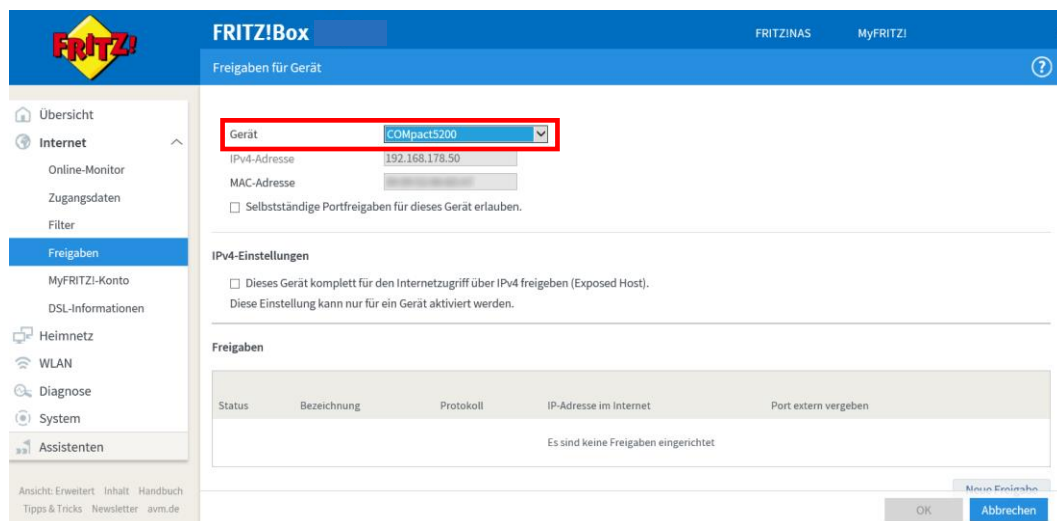 FRITZ!
FRITZ!Box
FRITZ!NAS
MyFRITZ!
Freigaben für Gerät
?
Übersicht
Internet
Online-Monitor
Zugangsdaten
Filter
Freigaben
MyFRITZ!-Konto
DSL-Informationen
Heimnetz
WLAN
Diagnose
System
Assistenten
Ansicht: Erweitert Inhalt Handbuch
Tipps & Tricks Newsletter avm.de
Gerät COMpact5200
IPv4-Adresse 192.168.178.50
MAC-Adresse
Selbstständige Portfreigaben für dieses Gerät erlauben.
IPv4-Einstellungen
Dieses Gerät komplett für den Internetzugriff über IPv4 freigeben (Exposed Host).
Diese Einstellung kann nur für ein Gerät aktiviert werden.
Freigaben
Status Bezeichnung Protokoll IP-Adresse im Internet Port extern vergeben
Es sind keine Freigaben eingerichtet
Neue Freigabe
OK Abbrechen